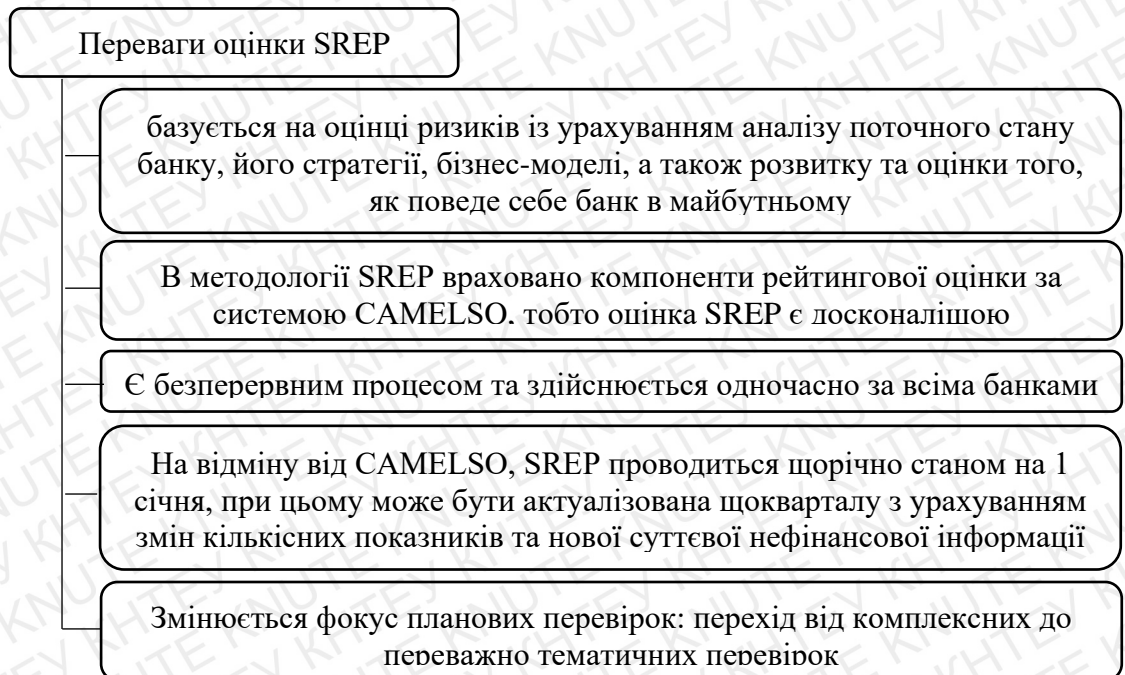 Переваги оцінки SREP
базується на оцінці ризиків із урахуванням аналізу поточного стану
банку, його стратегії, бізнес-моделі, а також розвитку та оцінки того,
як поведе себе банк в майбутньому
В методології SREP враховано компоненти рейтингової оцінки за
системою CAMELSO, тобто оцінка SREP є досконалішою
Є безперервним процесом та здійснюється одночасно за всіма банками
На відміну від CAMELSO, SREP проводиться щорічно станом на 1
січня, при цьому може бути актуалізована щокварталу з урахуванням
змін кількісних показників та нової суттєвої нефінансової інформації
Змінюється фокус планових перевірок: перехід від комплексних до
переважно тематичних перевірок